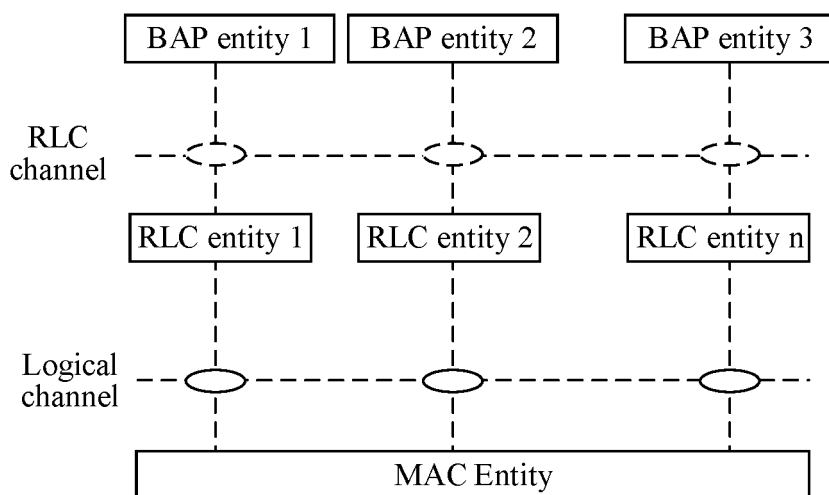 BAP entity 1
BAP entity 2
BAP entity 3
RLC
channel
RLC entity 1
RLC entity 2
RLC entity n
Logical
channel
MAC Entity